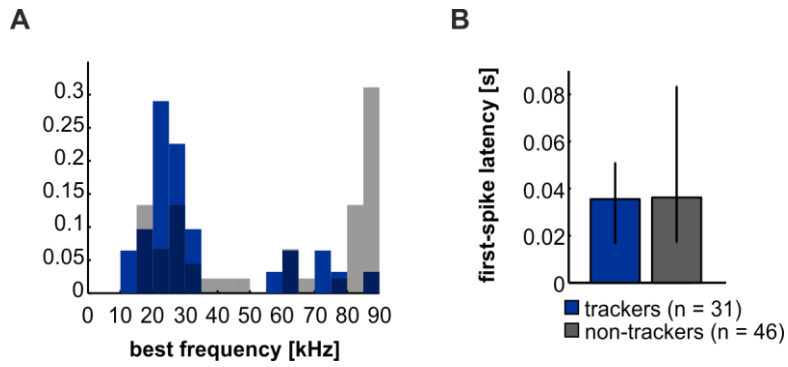 A
0.3
0.25
0.2
0.15
0.1
0.05
0
0 10 20 30 40 50 60 70 80 90
best frequency [kHz]
B
first-spike latency [s]
0.08
0.06
0.04
0.02
0
trackers (n = 31)
non-trackers (n = 46)